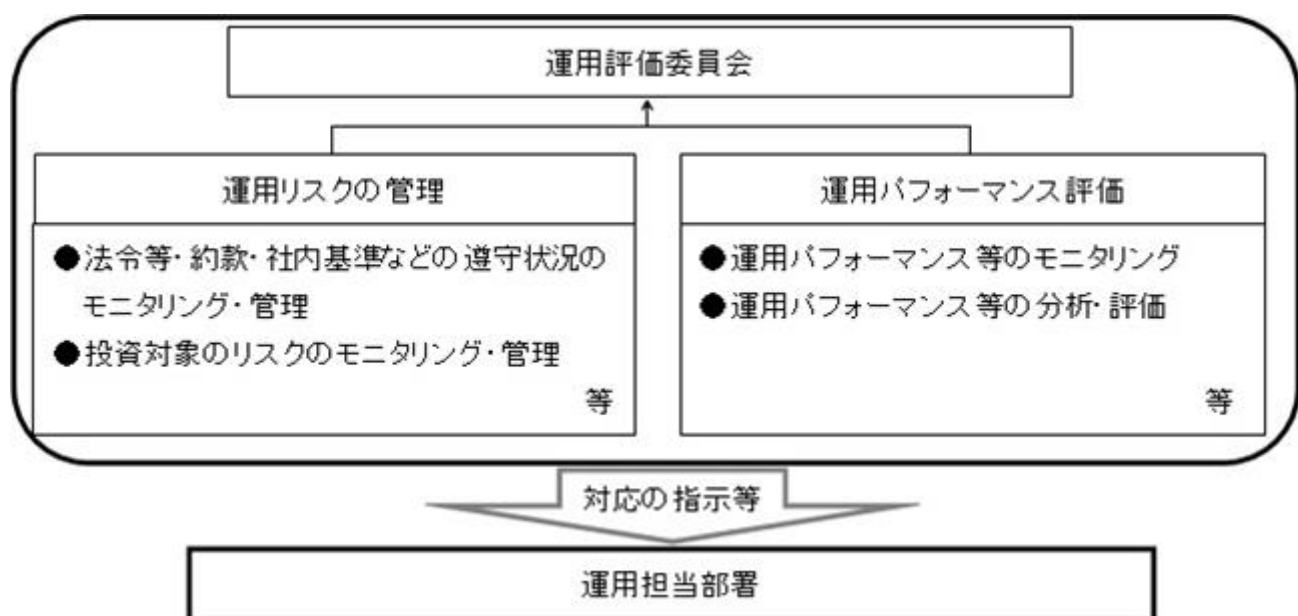 運用評価委員会
運用リスクの管理
●法令等・約款・社内基準などの遵守状況の
モニタリング・管理
●投資対象のリスクのモニタリング・管理
等
運用パフォーマンス評価
●運用パフォーマンス等のモニタリング
●運用パフォーマンス等の分析・評価
等
対応の指示等
運用担当部署